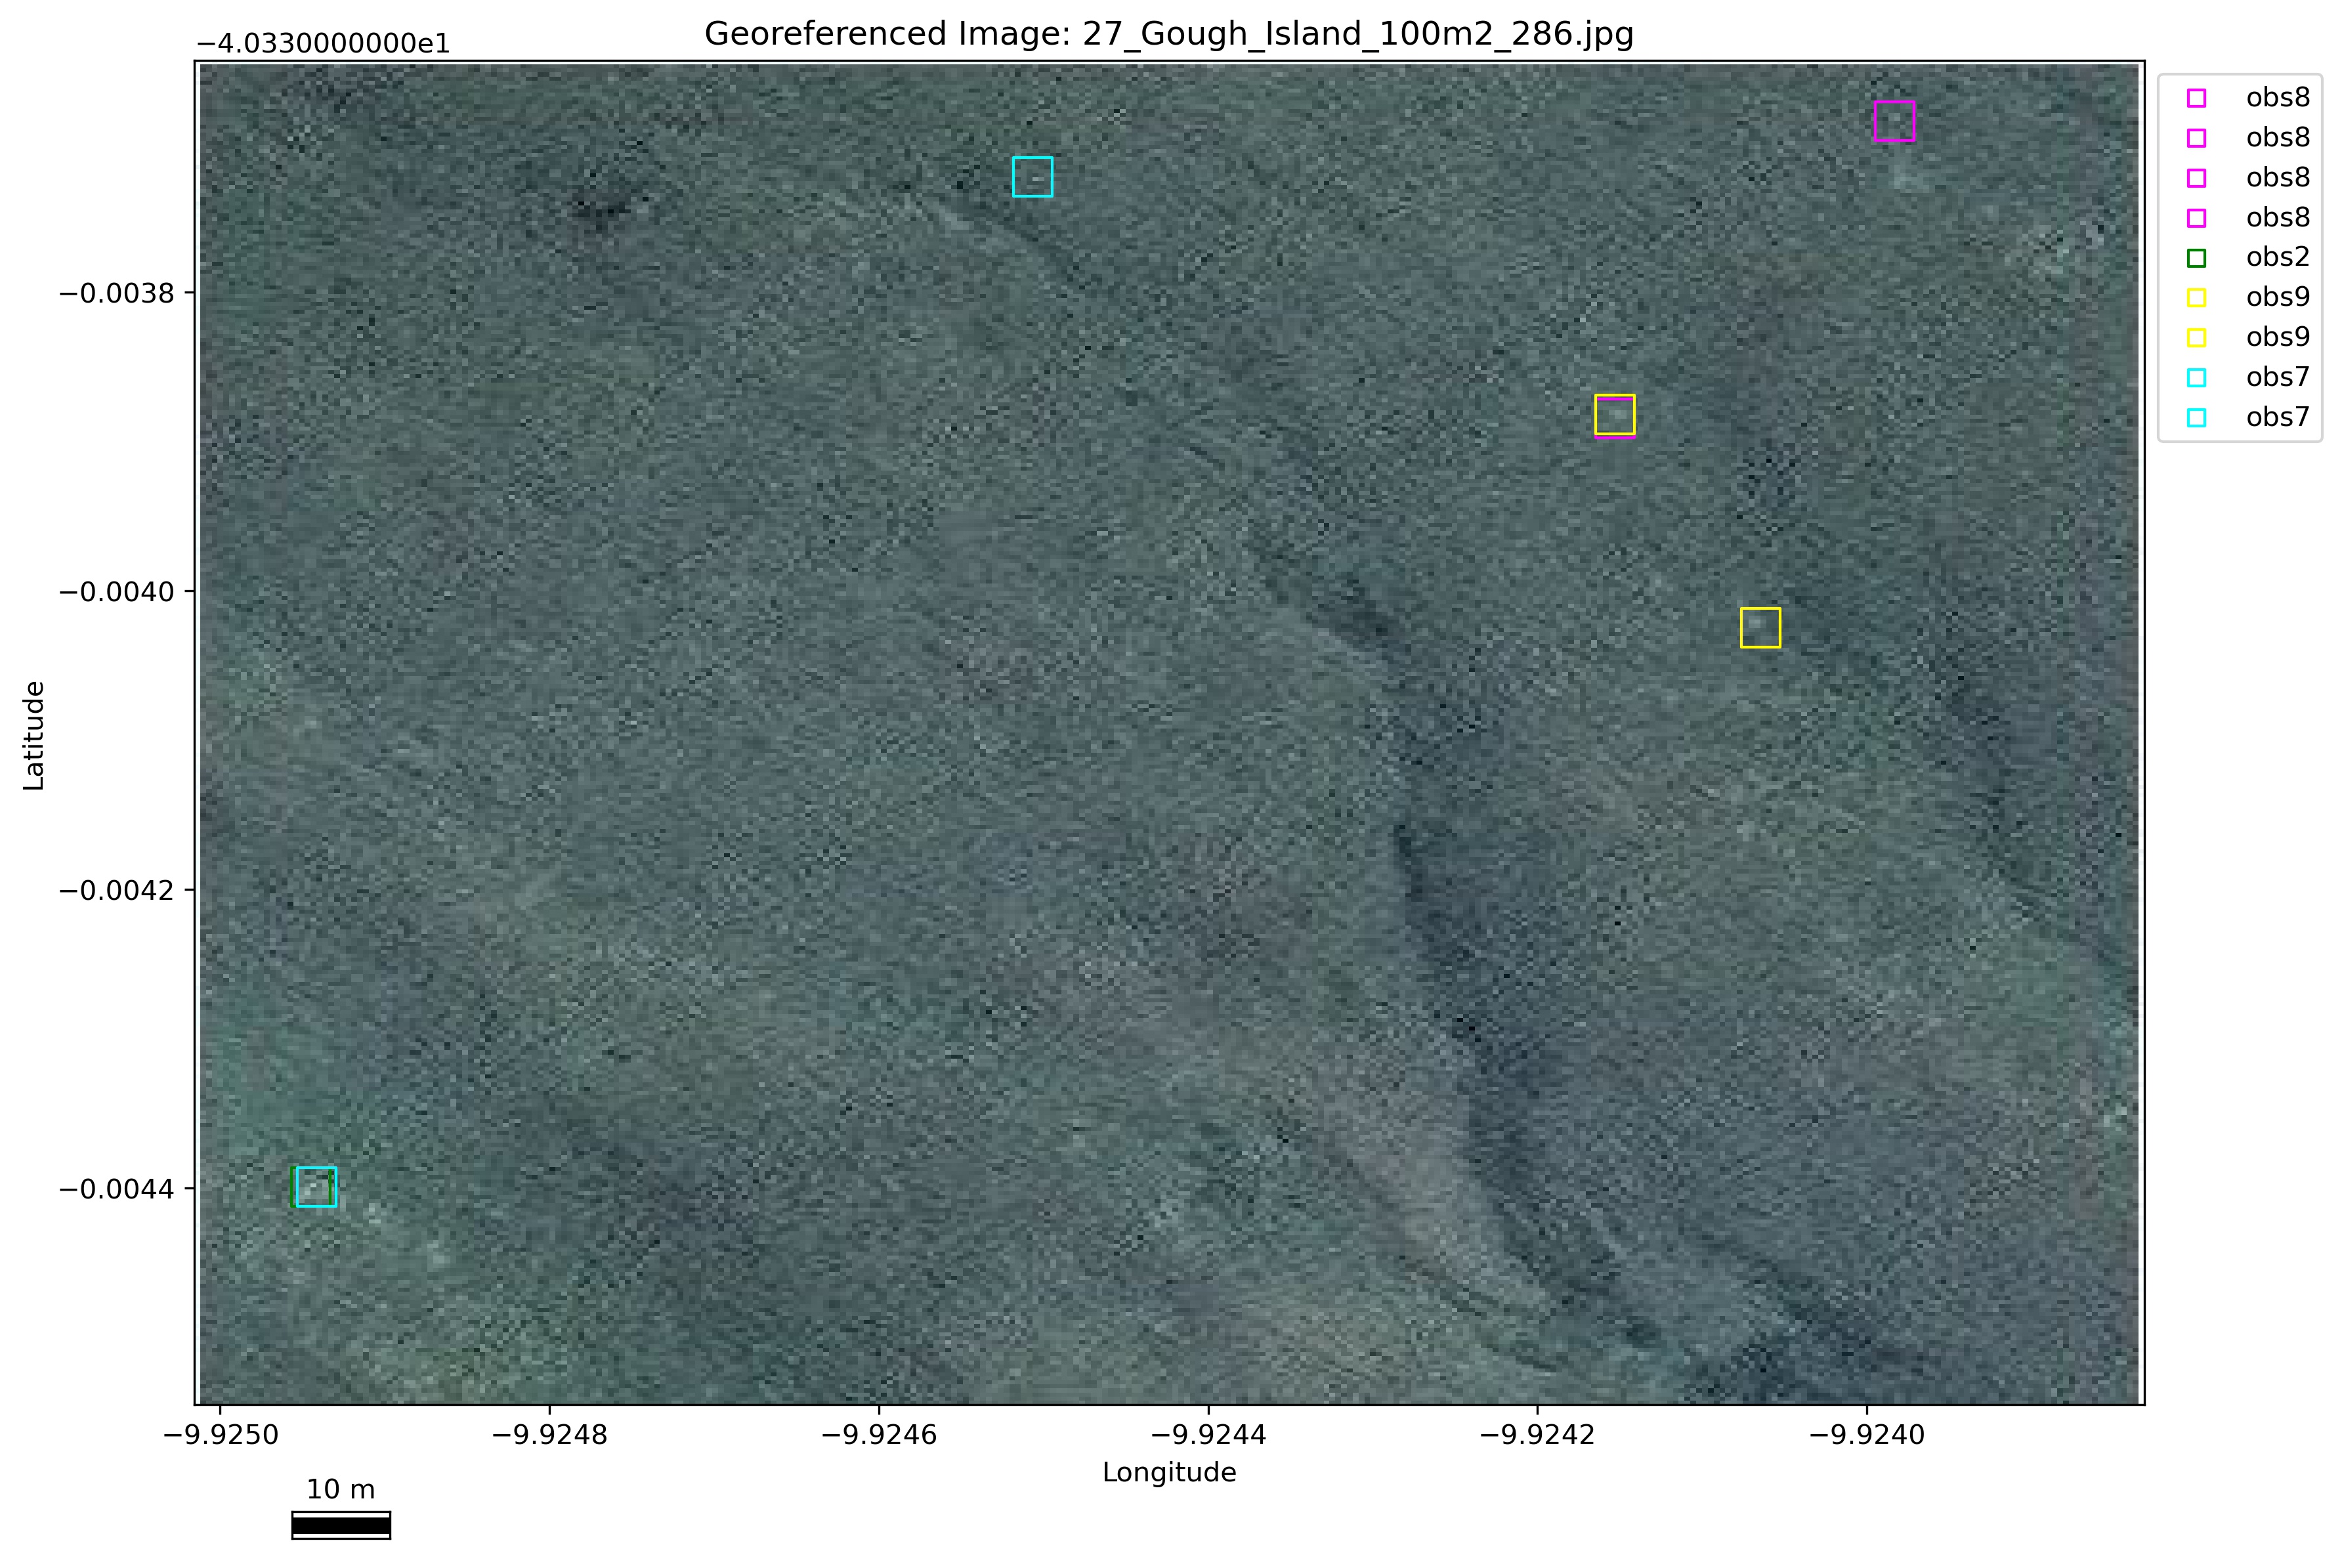 Georeferenced Image: 27_Gough_Island_100m2_286.jpg
−4.0330000000e1
obs8
obs8
obs8
obs8
obs2
obs9
obs9
obs7
obs7
−0.0038
−0.0040
−0.0042
−0.0044
Latitude
−9.9250
−9.9248
−9.9246
−9.9244
−9.9242
−9.9240
Longitude
10 m